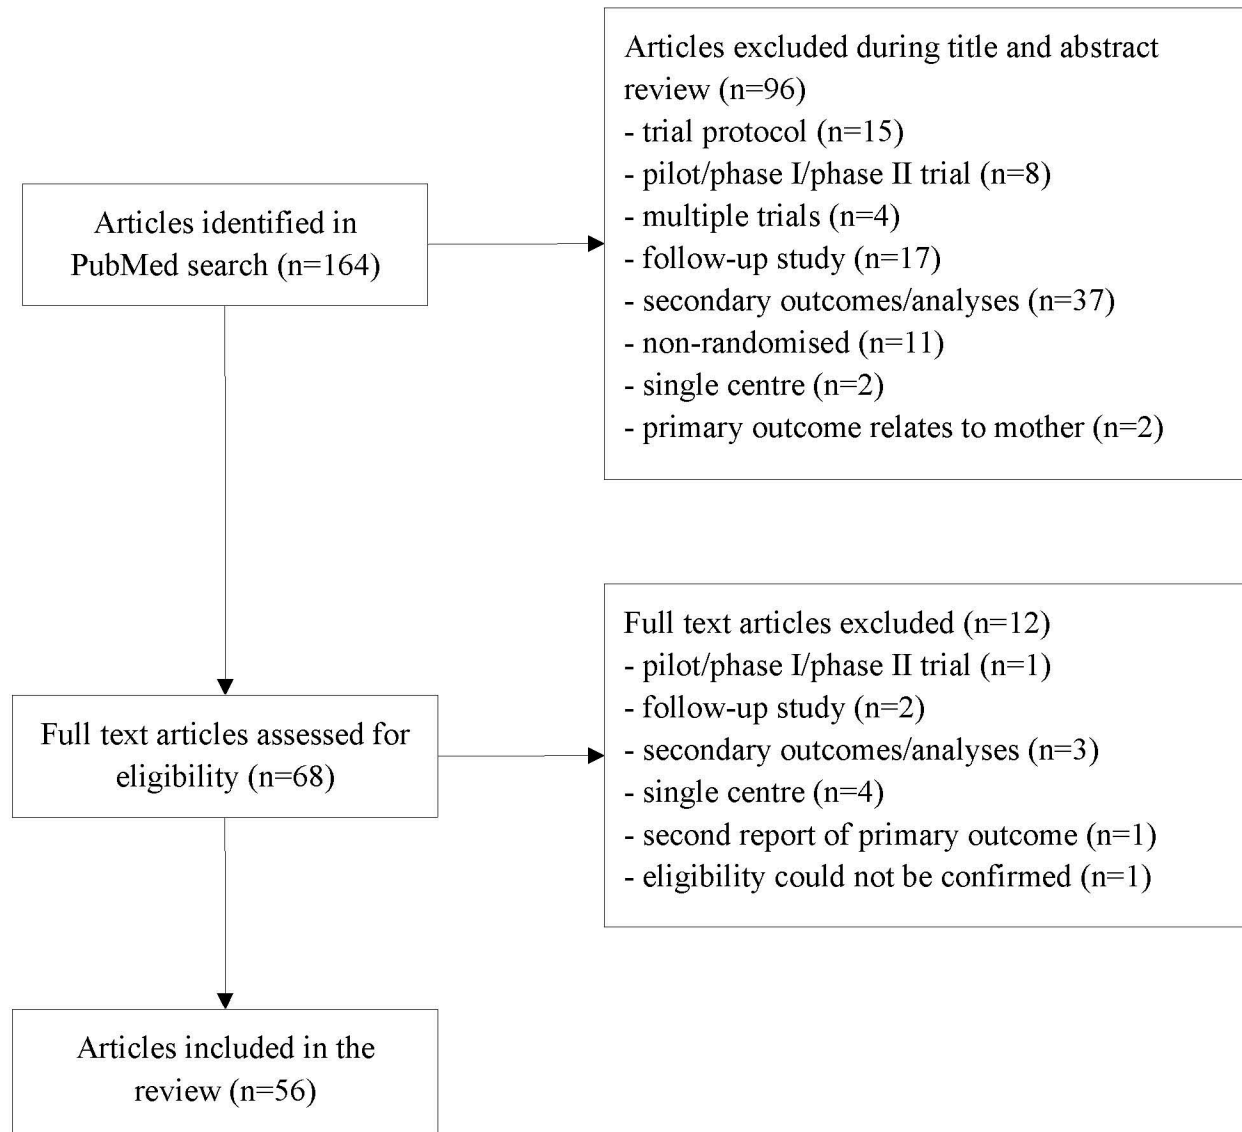 Articles excluded during title and abstract
review (n=96)
- trial protocol (n=15)
- pilot/phase I/phase II trial (n=8)
- multiple trials (n=4)
- follow-up study (n=17)
- secondary outcomes/analyses (n=37)
- non-randomised (n=11)
- single centre (n=2)
- primary outcome relates to mother (n=2)
Articles identified in
PubMed search (n=164)
Full text articles excluded (n=12)
- pilot/phase I/phase II trial (n=1)
- follow-up study (n=2)
- secondary outcomes/analyses (n=3)
- single centre (n=4)
- second report of primary outcome (n=1)
- eligibility could not be confirmed (n=1)
Full text articles assessed for
eligibility (n=68)
Articles included in the
review (n=56)